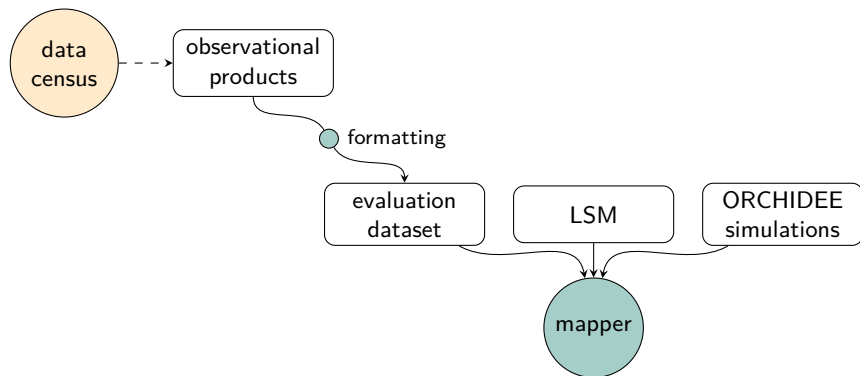 data
census
observational
products
formatting
evaluation
dataset
LSM
ORCHIDEE
simulations
mapper